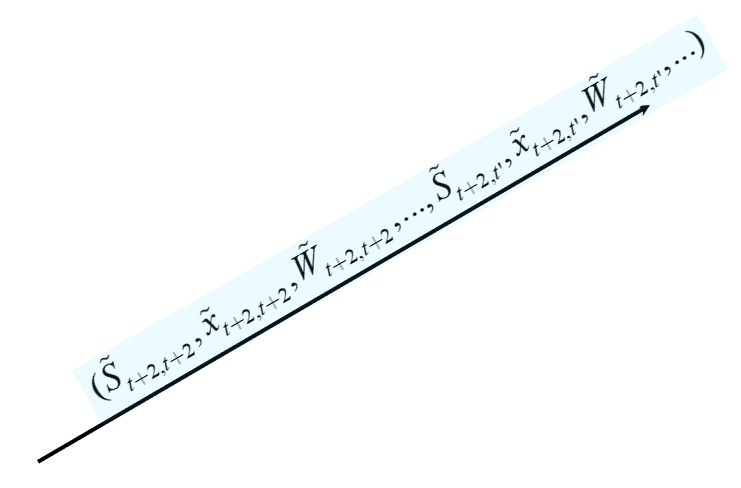 (S̃ t+2,t+2, x̃ t+2,t+2, W̃ t+2,t+2, ..., S̃ t+2,t', x̃ t+2,t', W̃ t+2,t', ...)